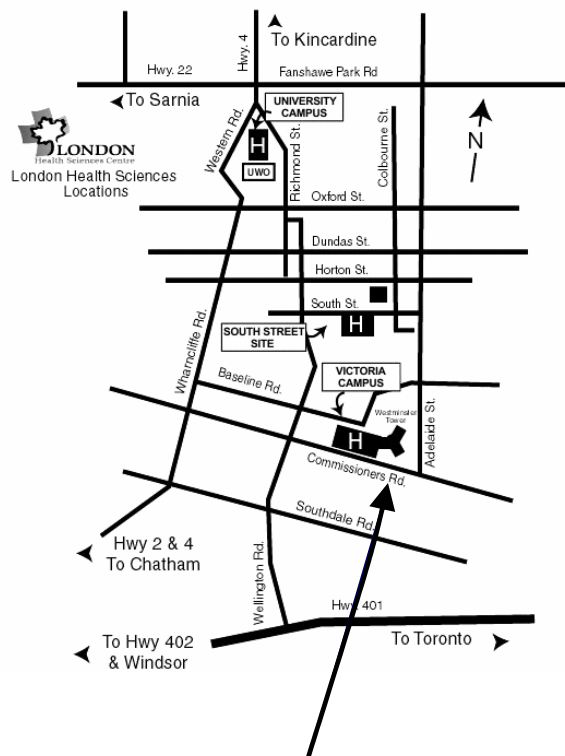 To Kincardine
Hwy. 4
Hwy. 22
Fanshawe Park Rd
To Sarnia
UNIVERSITY
CAMPUS
LONDON
Health Sciences Centre
London Health Sciences
Locations
Western Rd.
H
UWO
Richmond St.
Colbourne St.
N
Oxford St.
Dundas St.
Horton St.
South St.
H
SOUTH STREET
SITE
Wharncliffe Rd.
VICTORIA
CAMPUS
Baseline Rd.
Westminster
Tower
H
Adelaide St.
Commissioners Rd.
Southdale Rd.
Hwy 2 & 4
To Chatham
Wellington Rd.
Hwy. 401
To Hwy 402
& Windsor
To Toronto